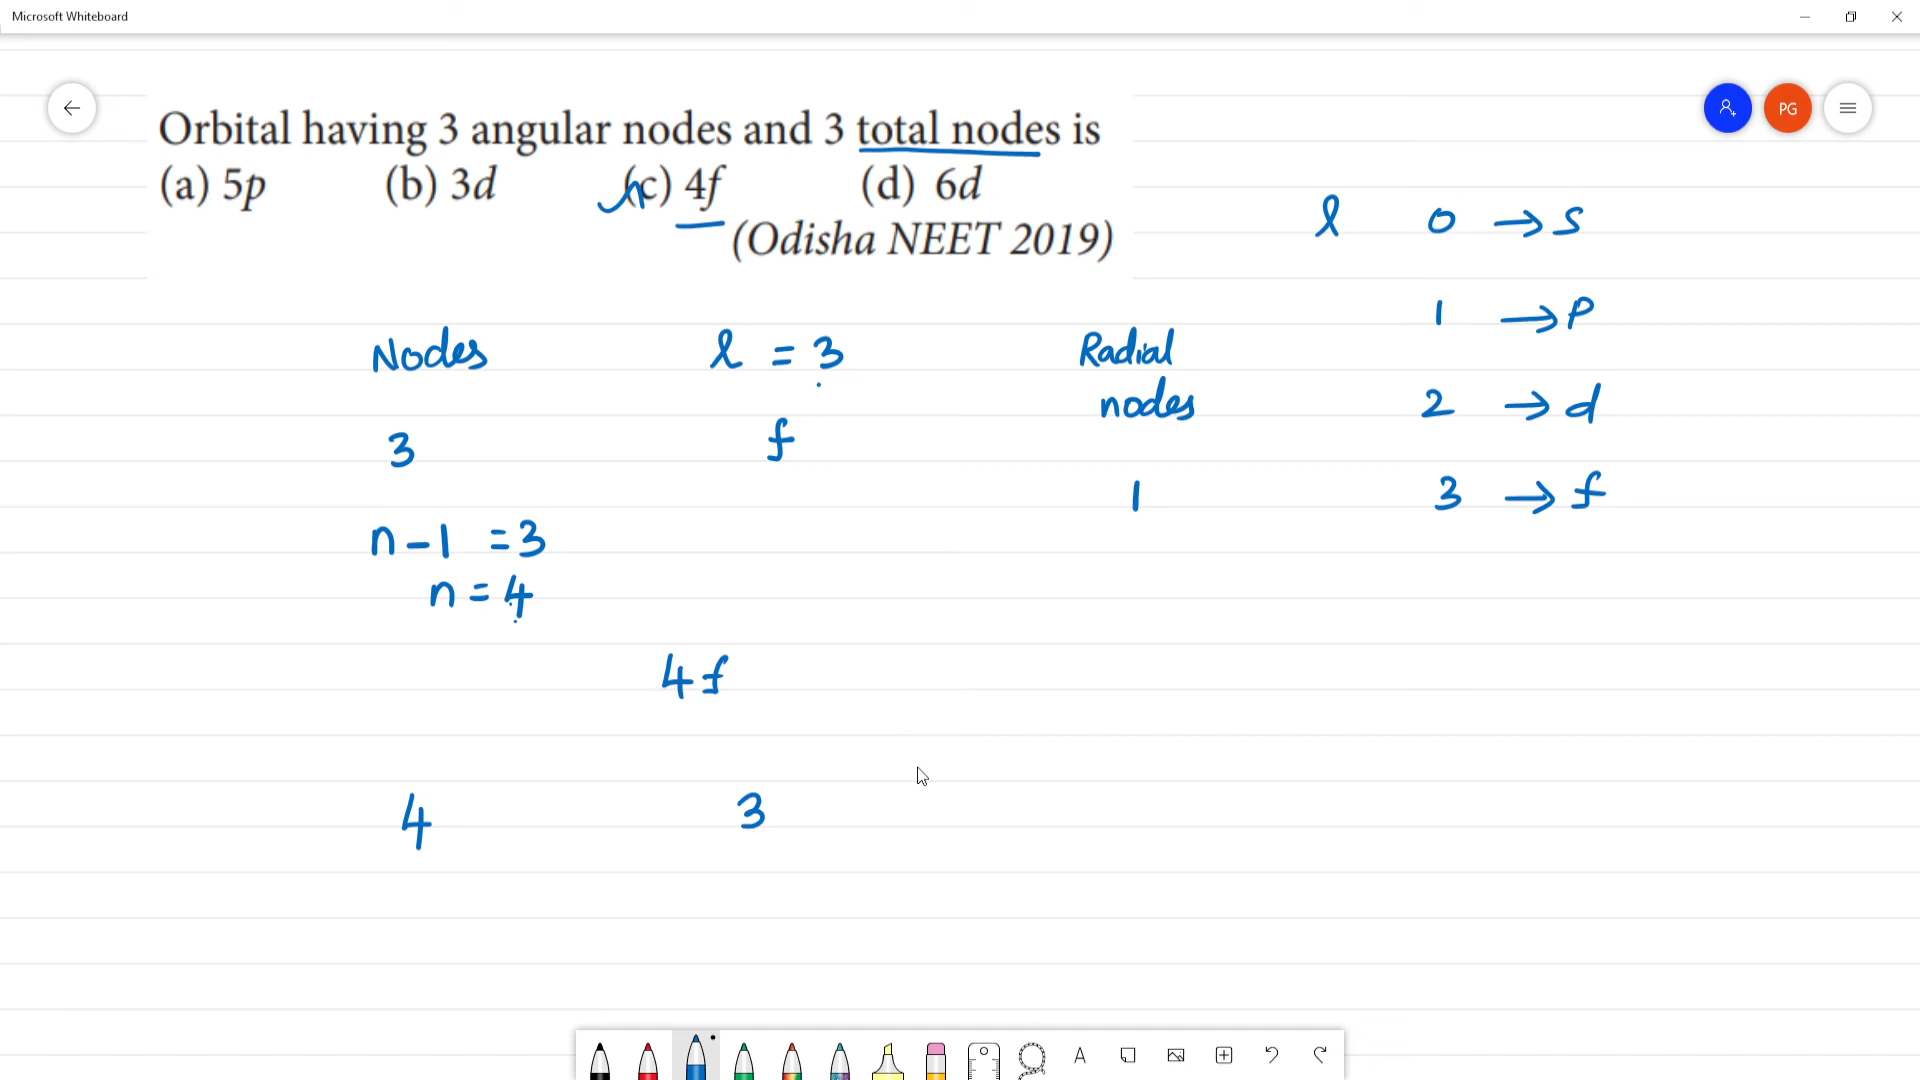 Microsoft Whiteboard
PG
Orbital having 3 angular nodes and 3 total nodes is
(a) 5p (b) 3d (c) 4f (d) 6d
(Odisha NEET 2019)
l 0 → s
1 → p
2 → d
3 → f
Nodes l = 3 Radial
nodes
3 f
1
n - 1 = 3
n = 4
4f
4 3
A